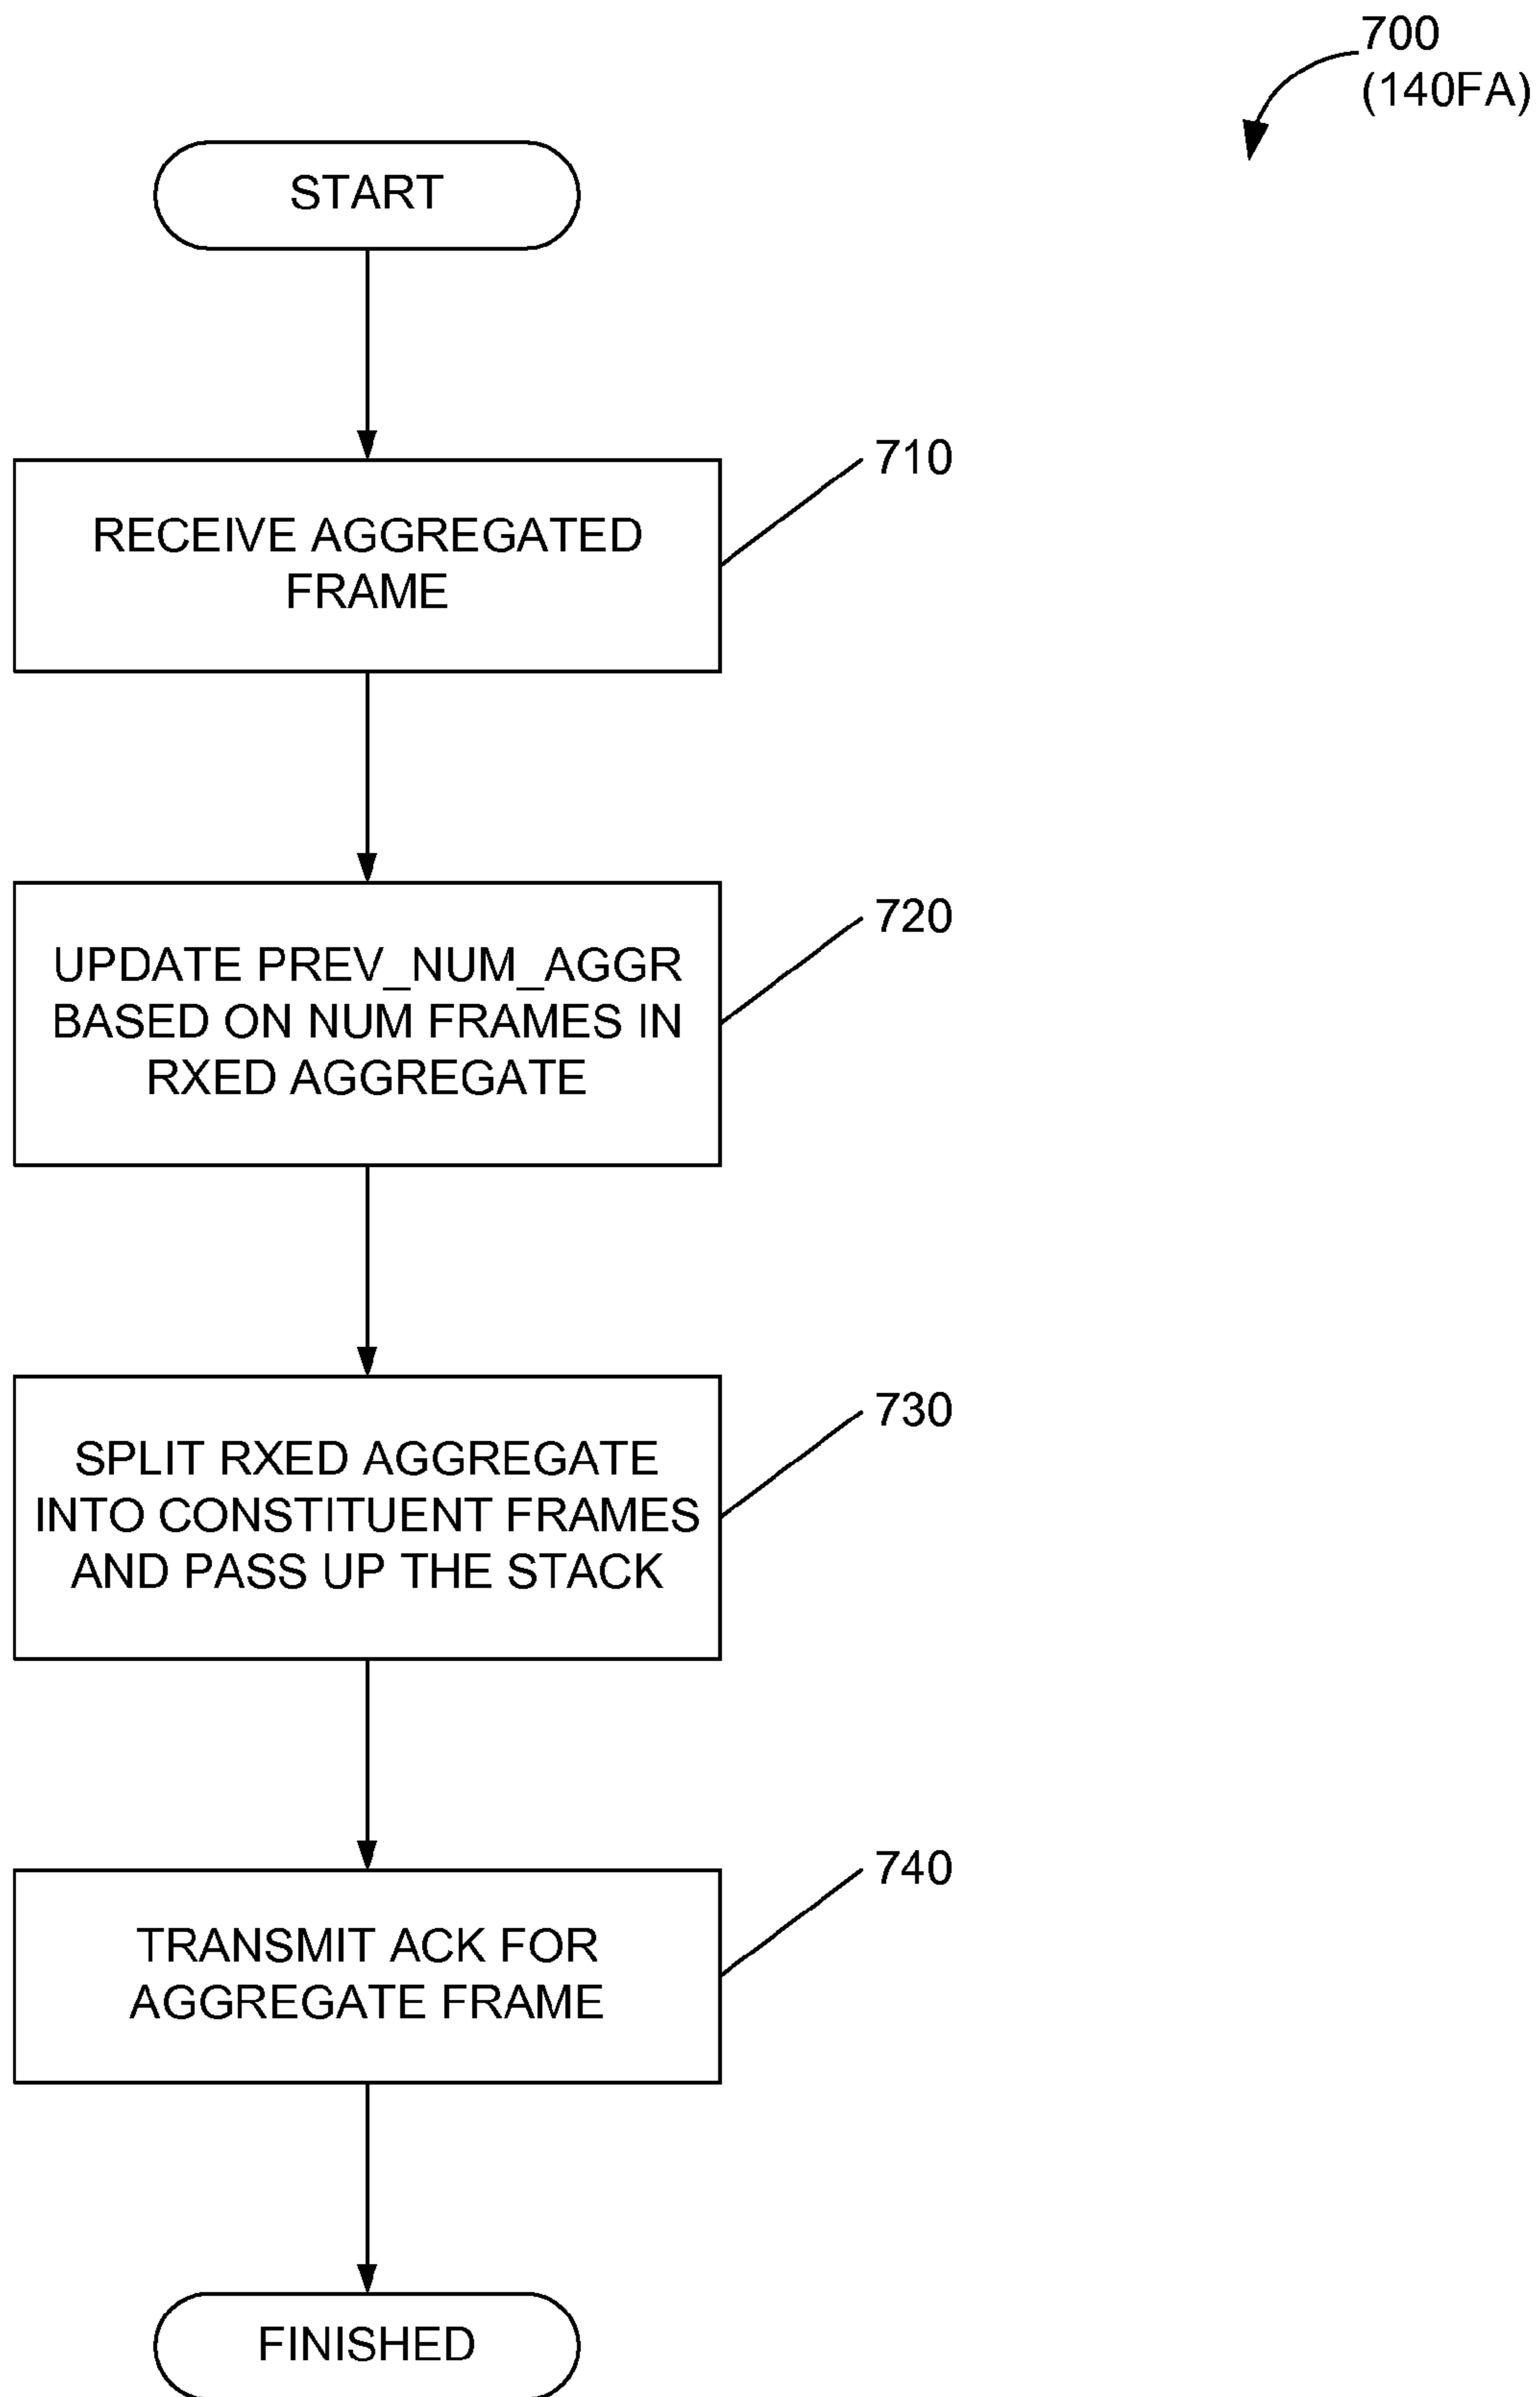 700
(140FA)
START
710
RECEIVE AGGREGATED
FRAME
720
UPDATE PREV_NUM_AGGR
BASED ON NUM FRAMES IN
RXED AGGREGATE
730
SPLIT RXED AGGREGATE
INTO CONSTITUENT FRAMES
AND PASS UP THE STACK
740
TRANSMIT ACK FOR
AGGREGATE FRAME
FINISHED